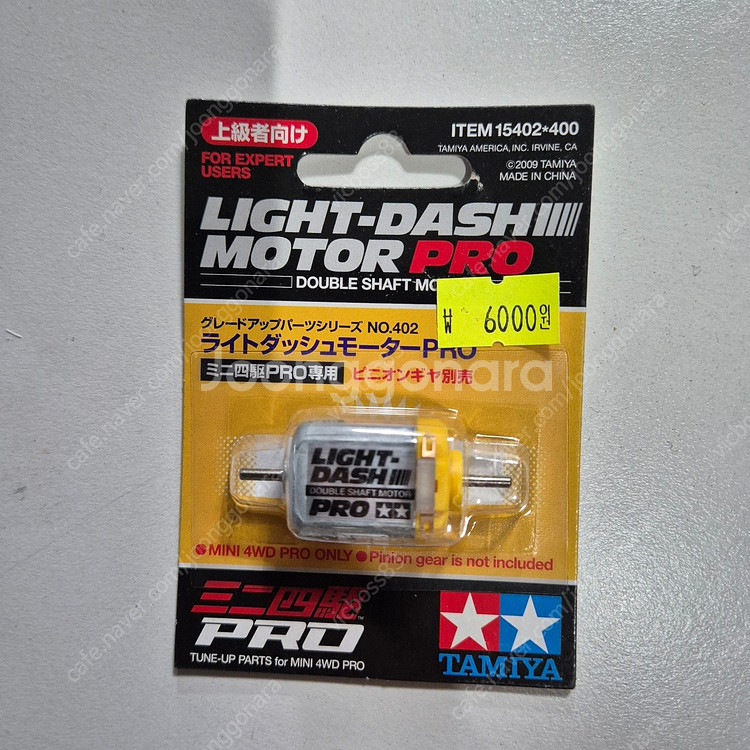 上級者向け
FOR EXPERT
USERS
ITEM 15402*400
TAMIYA AMERICA, INC. IRVINE, CA
©2009 TAMIYA
MADE IN CHINA
LIGHT-DASH
MOTOR PRO
DOUBLE SHAFT MO
₩ 6000원
グレードアップパーツシリーズ NO.402
ライトダッシュモーターPRO
ミニ四駆PRO専用 ピニオンギヤ別売
Joonggonara
LIGHT-
DASH
DOUBLE SHAFT MOTOR
PRO
MINI 4WD PRO ONLY Pinion gear is not included
ミニ四駆™
PRO
TUNE-UP PARTS for MINI 4WD PRO
TAMIYA